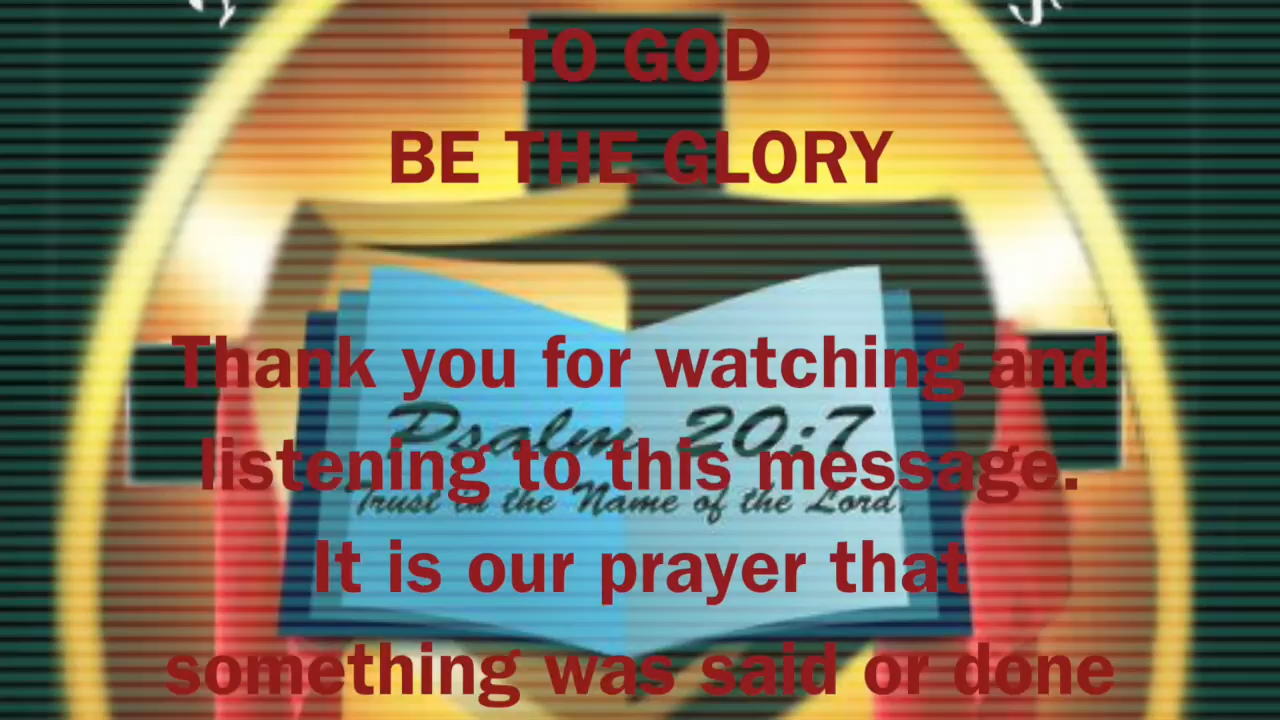 TO GOD
BE THE GLORY
Thank you for watching and
Psalm 20:7
listening to this message.
Trust in the Name of the Lord.
It is our prayer that
something was said or done